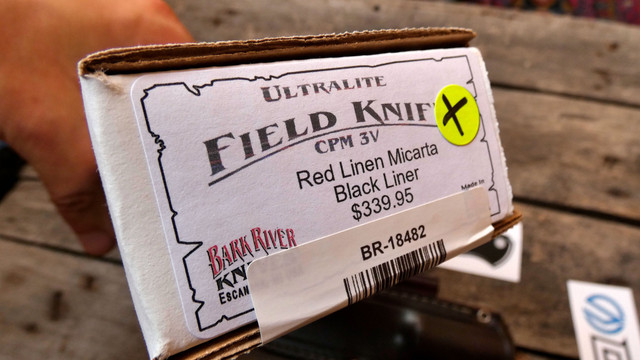 ULTRALITE
FIELD KNIF
CPM 3V
X
Red Linen Micarta
Black Liner
$339.95
Made In
BARK RIVER
KN
ESCAN
BR-18482